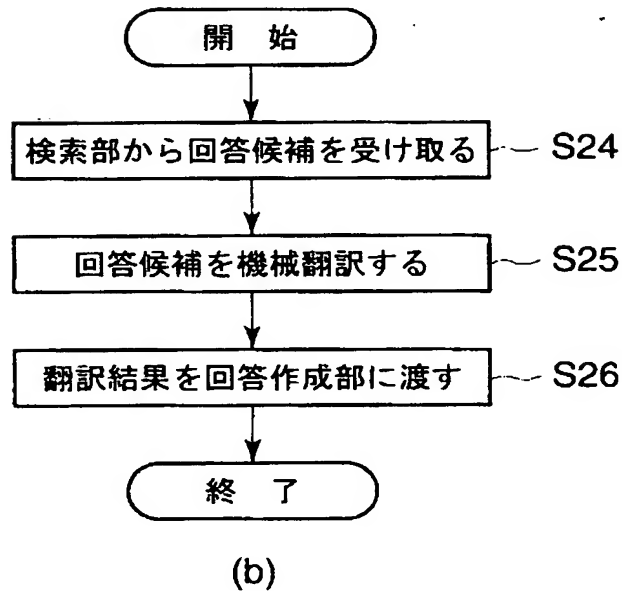 開 始
検索部から回答候補を受け取る S24
回答候補を機械翻訳する S25
翻訳結果を回答作成部に渡す S26
終 了
(b)